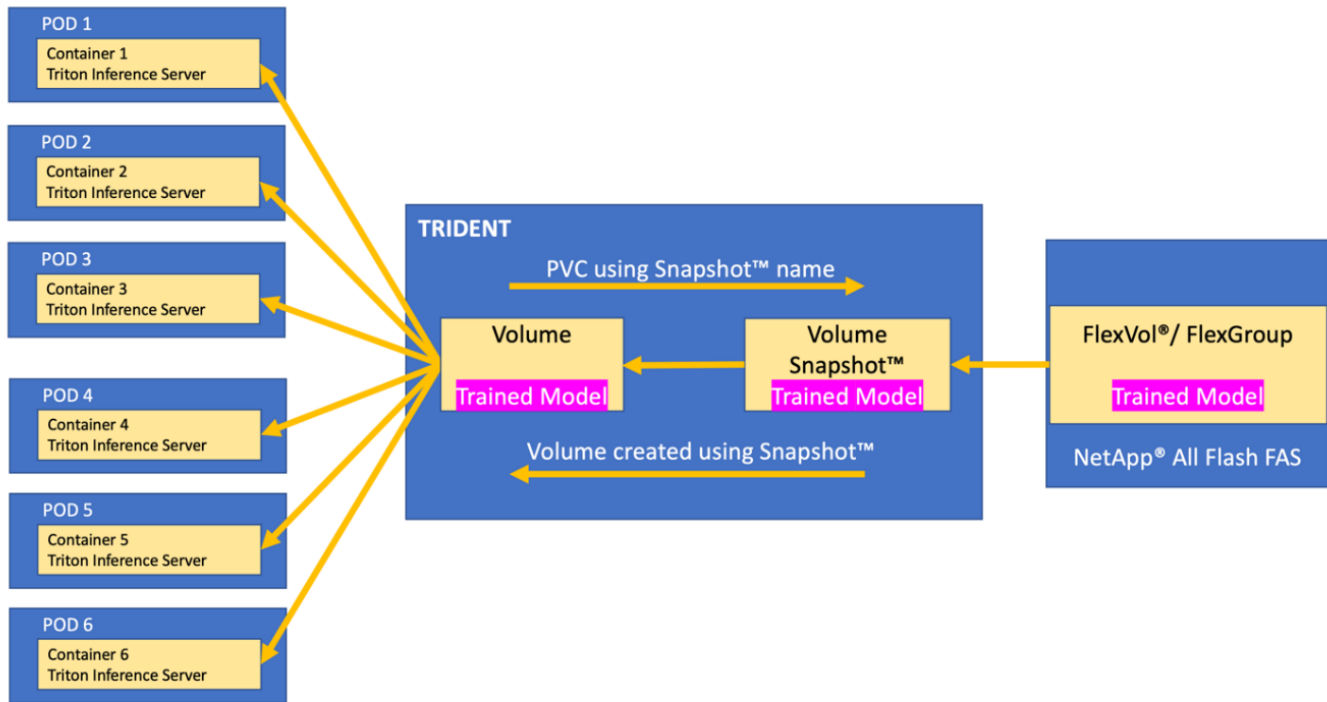 POD 1
Container 1
Triton Inference Server
POD 2
Container 2
Triton Inference Server
POD 3
Container 3
Triton Inference Server
POD 4
Container 4
Triton Inference Server
POD 5
Container 5
Triton Inference Server
POD 6
Container 6
Triton Inference Server
TRIDENT
PVC using Snapshot™ name
Volume
Trained Model
Volume
Snapshot™
Trained Model
Volume created using Snapshot™
FlexVol®/ FlexGroup
Trained Model
NetApp® All Flash FAS